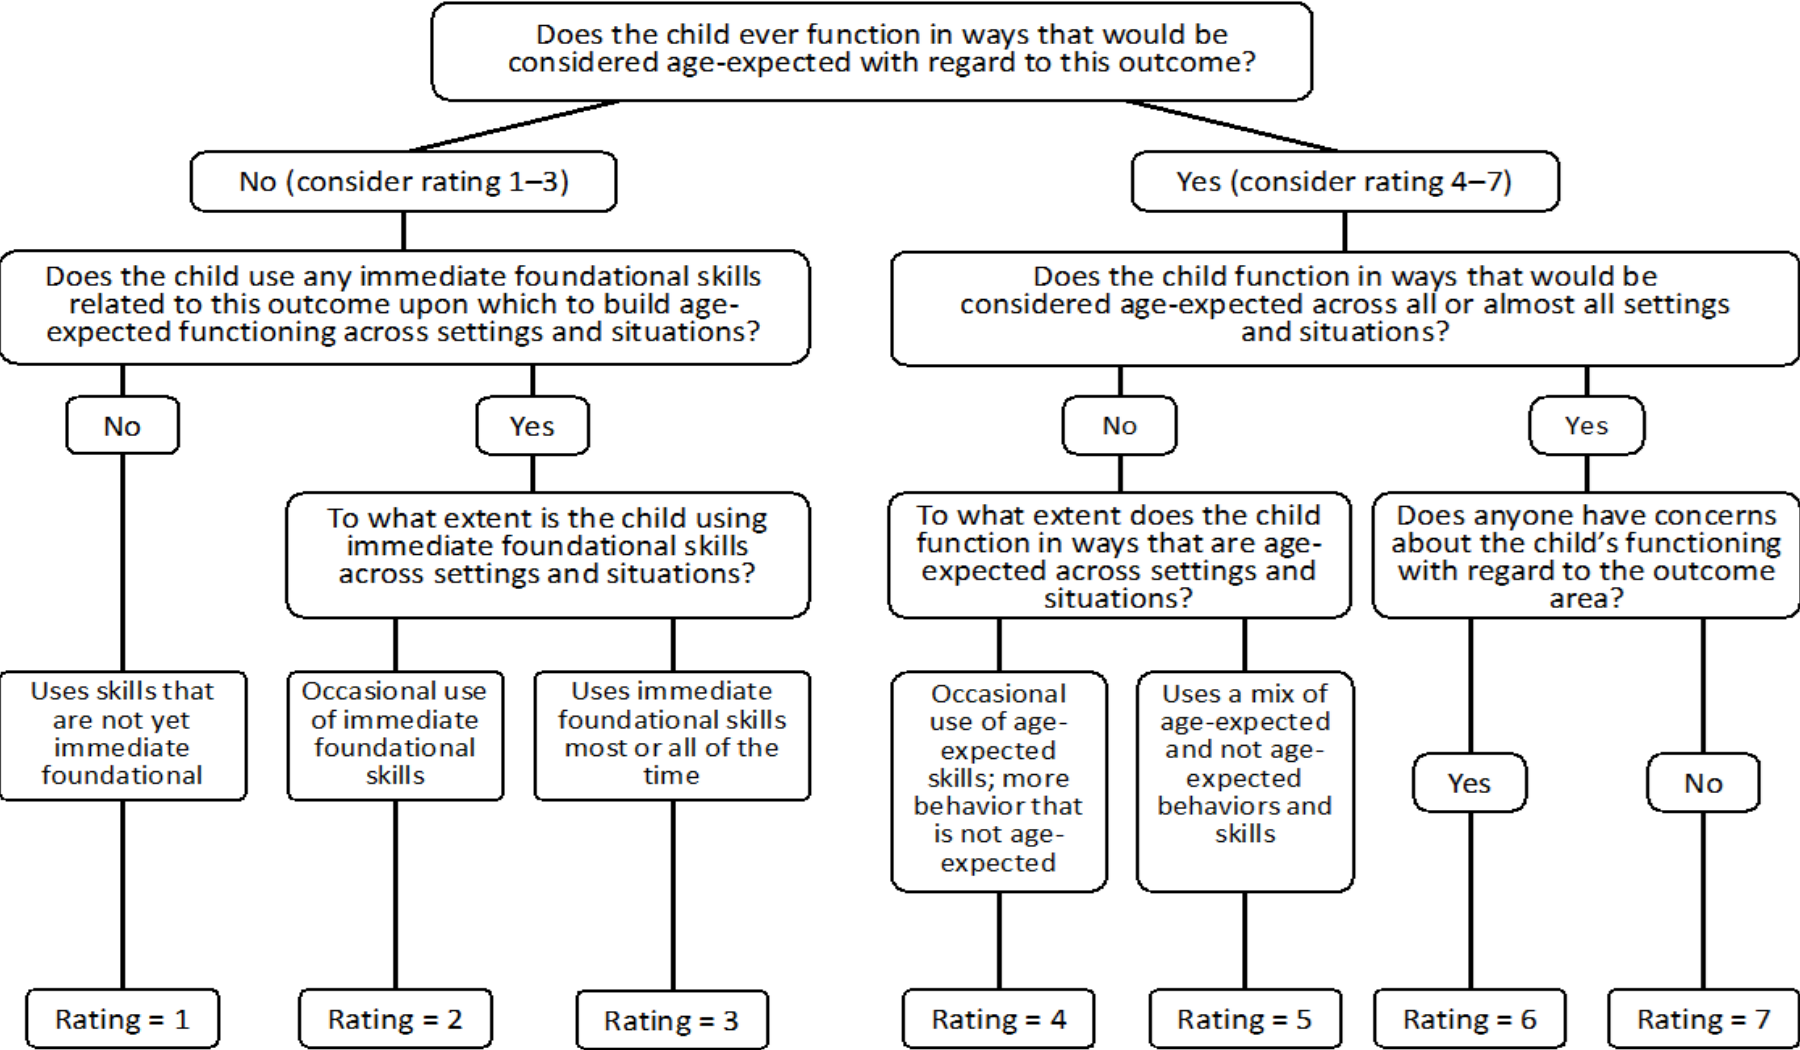 Does the child ever function in ways that would be
considered age-expected with regard to this outcome?
No (consider rating 1–3)
Yes (consider rating 4–7)
Does the child use any immediate foundational skills
related to this outcome upon which to build age-
expected functioning across settings and situations?
Does the child function in ways that would be
considered age-expected across all or almost all settings
and situations?
No
Yes
No
Yes
To what extent is the child using
immediate foundational skills
across settings and situations?
To what extent does the child
function in ways that are age-
expected across settings and
situations?
Does anyone have concerns
about the child’s functioning
with regard to the outcome
area?
Uses skills that
are not yet
immediate
foundational
Occasional use
of immediate
foundational
skills
Uses immediate
foundational skills
most or all of the
time
Occasional
use of age-
expected
skills; more
behavior that
is not age-
expected
Uses a mix of
age-expected
and not age-
expected
behaviors and
skills
Yes
No
Rating = 1
Rating = 2
Rating = 3
Rating = 4
Rating = 5
Rating = 6
Rating = 7